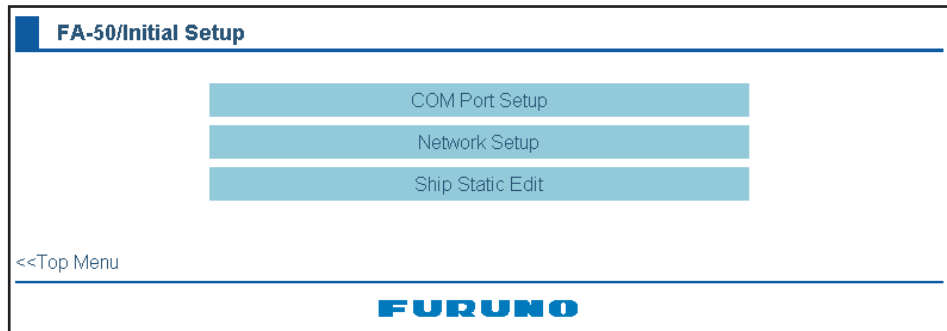 FA-50/Initial Setup
COM Port Setup
Network Setup
Ship Static Edit
<<Top Menu
FURUNO